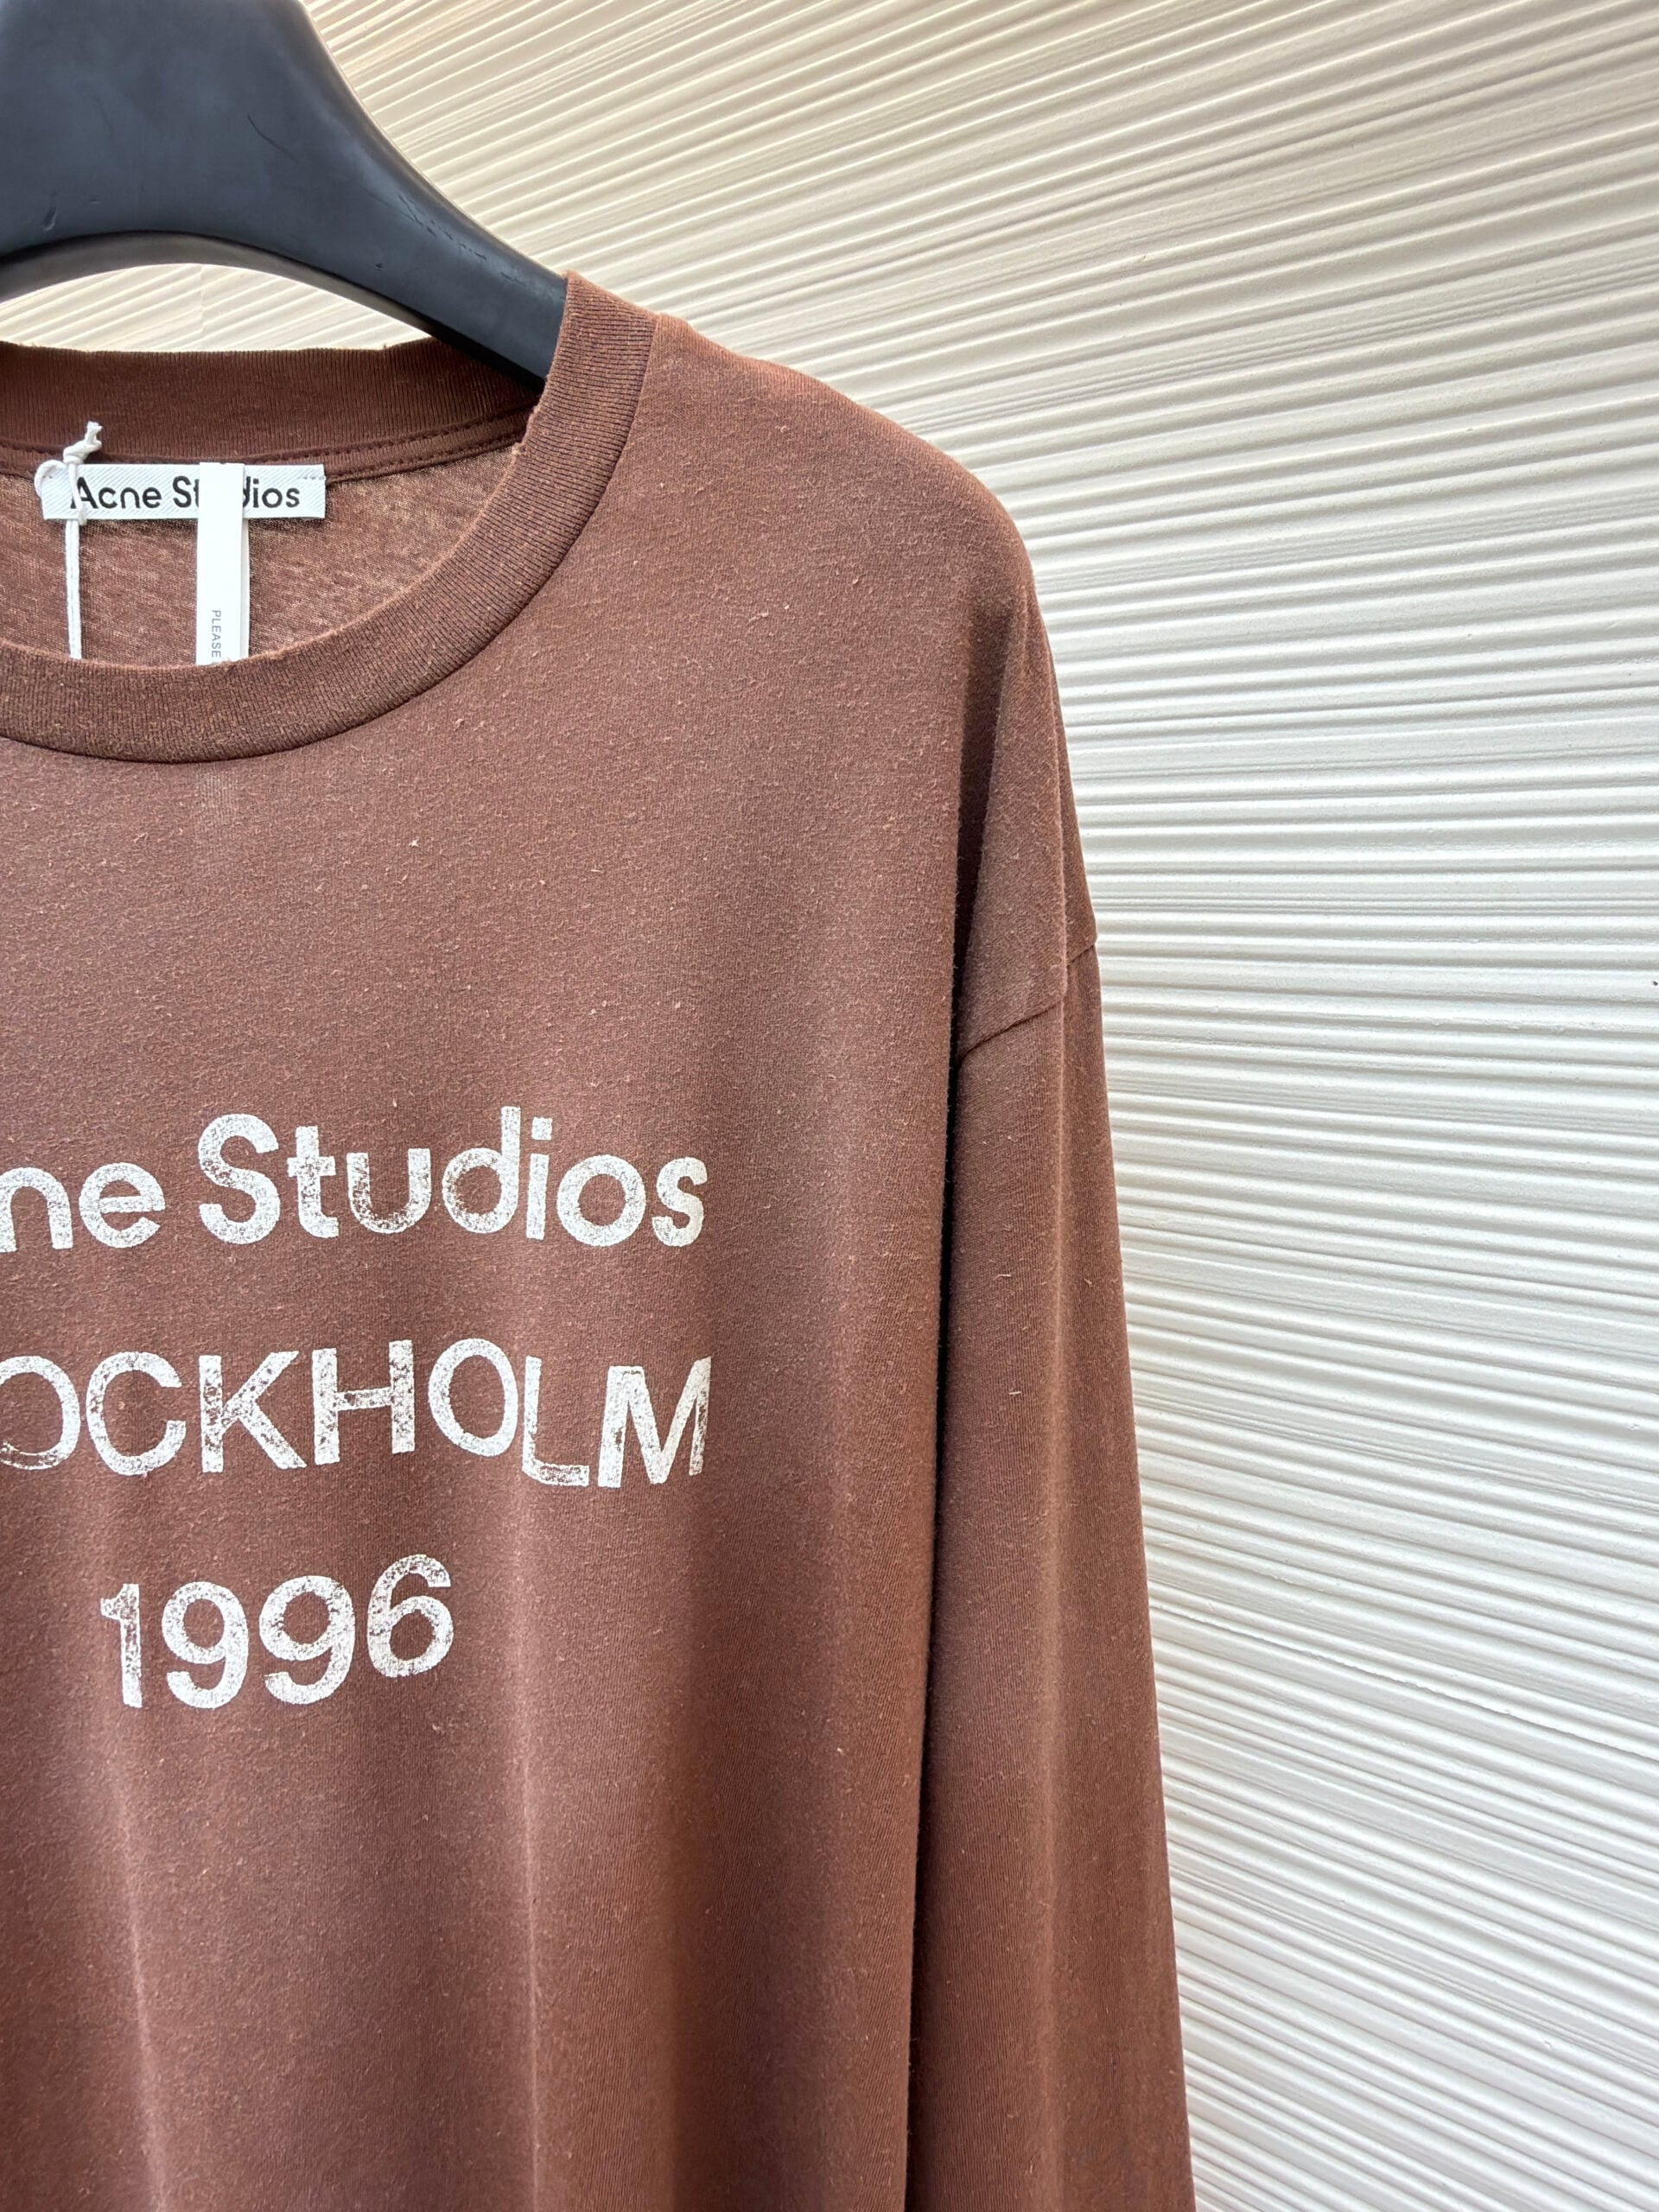 Acne Studios
PLEASE
ne Studios
OCKHOLM
1996